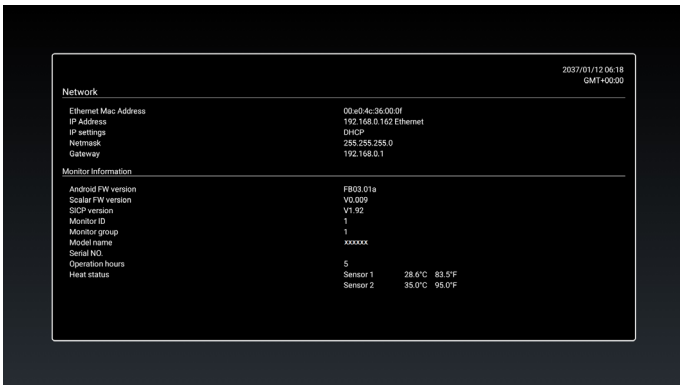 2037/01/12 06:18
GMT+00:00
Network
Ethernet Mac Address 00:e0:4c:36:00:0f
IP Address 192.168.0.162 Ethernet
IP settings DHCP
Netmask 255.255.255.0
Gateway 192.168.0.1
Monitor Information
Android FW version FB03.01a
Scalar FW version V0.009
SICP version V1.92
Monitor ID 1
Monitor group 1
Model name xxxxxx
Serial NO.
Operation hours 5
Heat status Sensor 1 28.6°C 83.5°F
Sensor 2 35.0°C 95.0°F